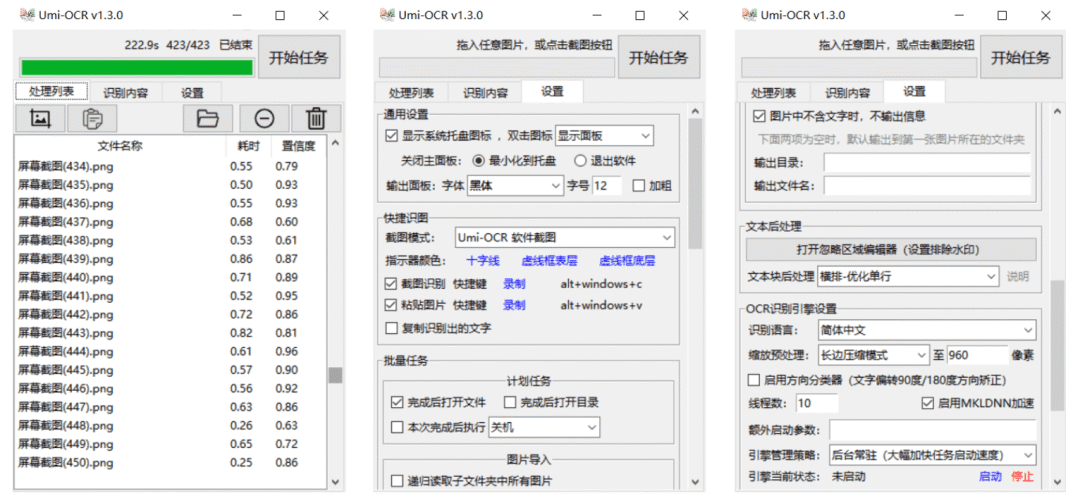 Umi-OCR v1.3.0
222.9s 423/423 已结束
开始任务
处理列表 识别内容 设置
文件名称 耗时 置信度
屏幕截图(434).png 0.55 0.79
屏幕截图(435).png 0.50 0.93
屏幕截图(436).png 0.55 0.93
屏幕截图(437).png 0.68 0.60
屏幕截图(438).png 0.53 0.61
屏幕截图(439).png 0.86 0.87
屏幕截图(440).png 0.71 0.89
屏幕截图(441).png 0.52 0.95
屏幕截图(442).png 0.72 0.86
屏幕截图(443).png 0.82 0.81
屏幕截图(444).png 0.61 0.96
屏幕截图(445).png 0.57 0.90
屏幕截图(446).png 0.56 0.92
屏幕截图(447).png 0.63 0.86
屏幕截图(448).png 0.26 0.63
屏幕截图(449).png 0.65 0.72
屏幕截图(450).png 0.25 0.86
Umi-OCR v1.3.0
拖入任意图片，或点击截图按钮
开始任务
处理列表 识别内容 设置
通用设置
显示系统托盘图标 ，双击图标 显示面板
关闭主面板： 最小化到托盘 退出软件
输出面板：字体 黑体 字号 12 加粗
快捷识图
截图模式： Umi-OCR 软件截图
指示器颜色： 十字线 虚线框表层 虚线框底层
截图识别 快捷键 录制 alt+windows+c
粘贴图片 快捷键 录制 alt+windows+v
复制识别出的文字
批量任务
计划任务
完成后打开文件 完成后打开目录
本次完成后执行 关机
图片导入
递归读取子文件夹中所有图片
Umi-OCR v1.3.0
拖入任意图片，或点击截图按钮
开始任务
处理列表 识别内容 设置
图片中不含文字时，不输出信息
下面两项为空时，默认输出到第一张图片所在的文件夹
输出目录：
输出文件名：
文本后处理
打开忽略区域编辑器（设置排除水印）
文本块后处理 横排-优化单行 说明
OCR识别引擎设置
识别语言： 简体中文
缩放预处理： 长边压缩模式 至 960 像素
启用方向分类器（文字偏转90度/180度方向矫正）
线程数： 10 启用MKLDNN加速
额外启动参数：
引擎管理策略： 后台常驻（大幅加快任务启动速度）
引擎当前状态： 未启动 启动 停止